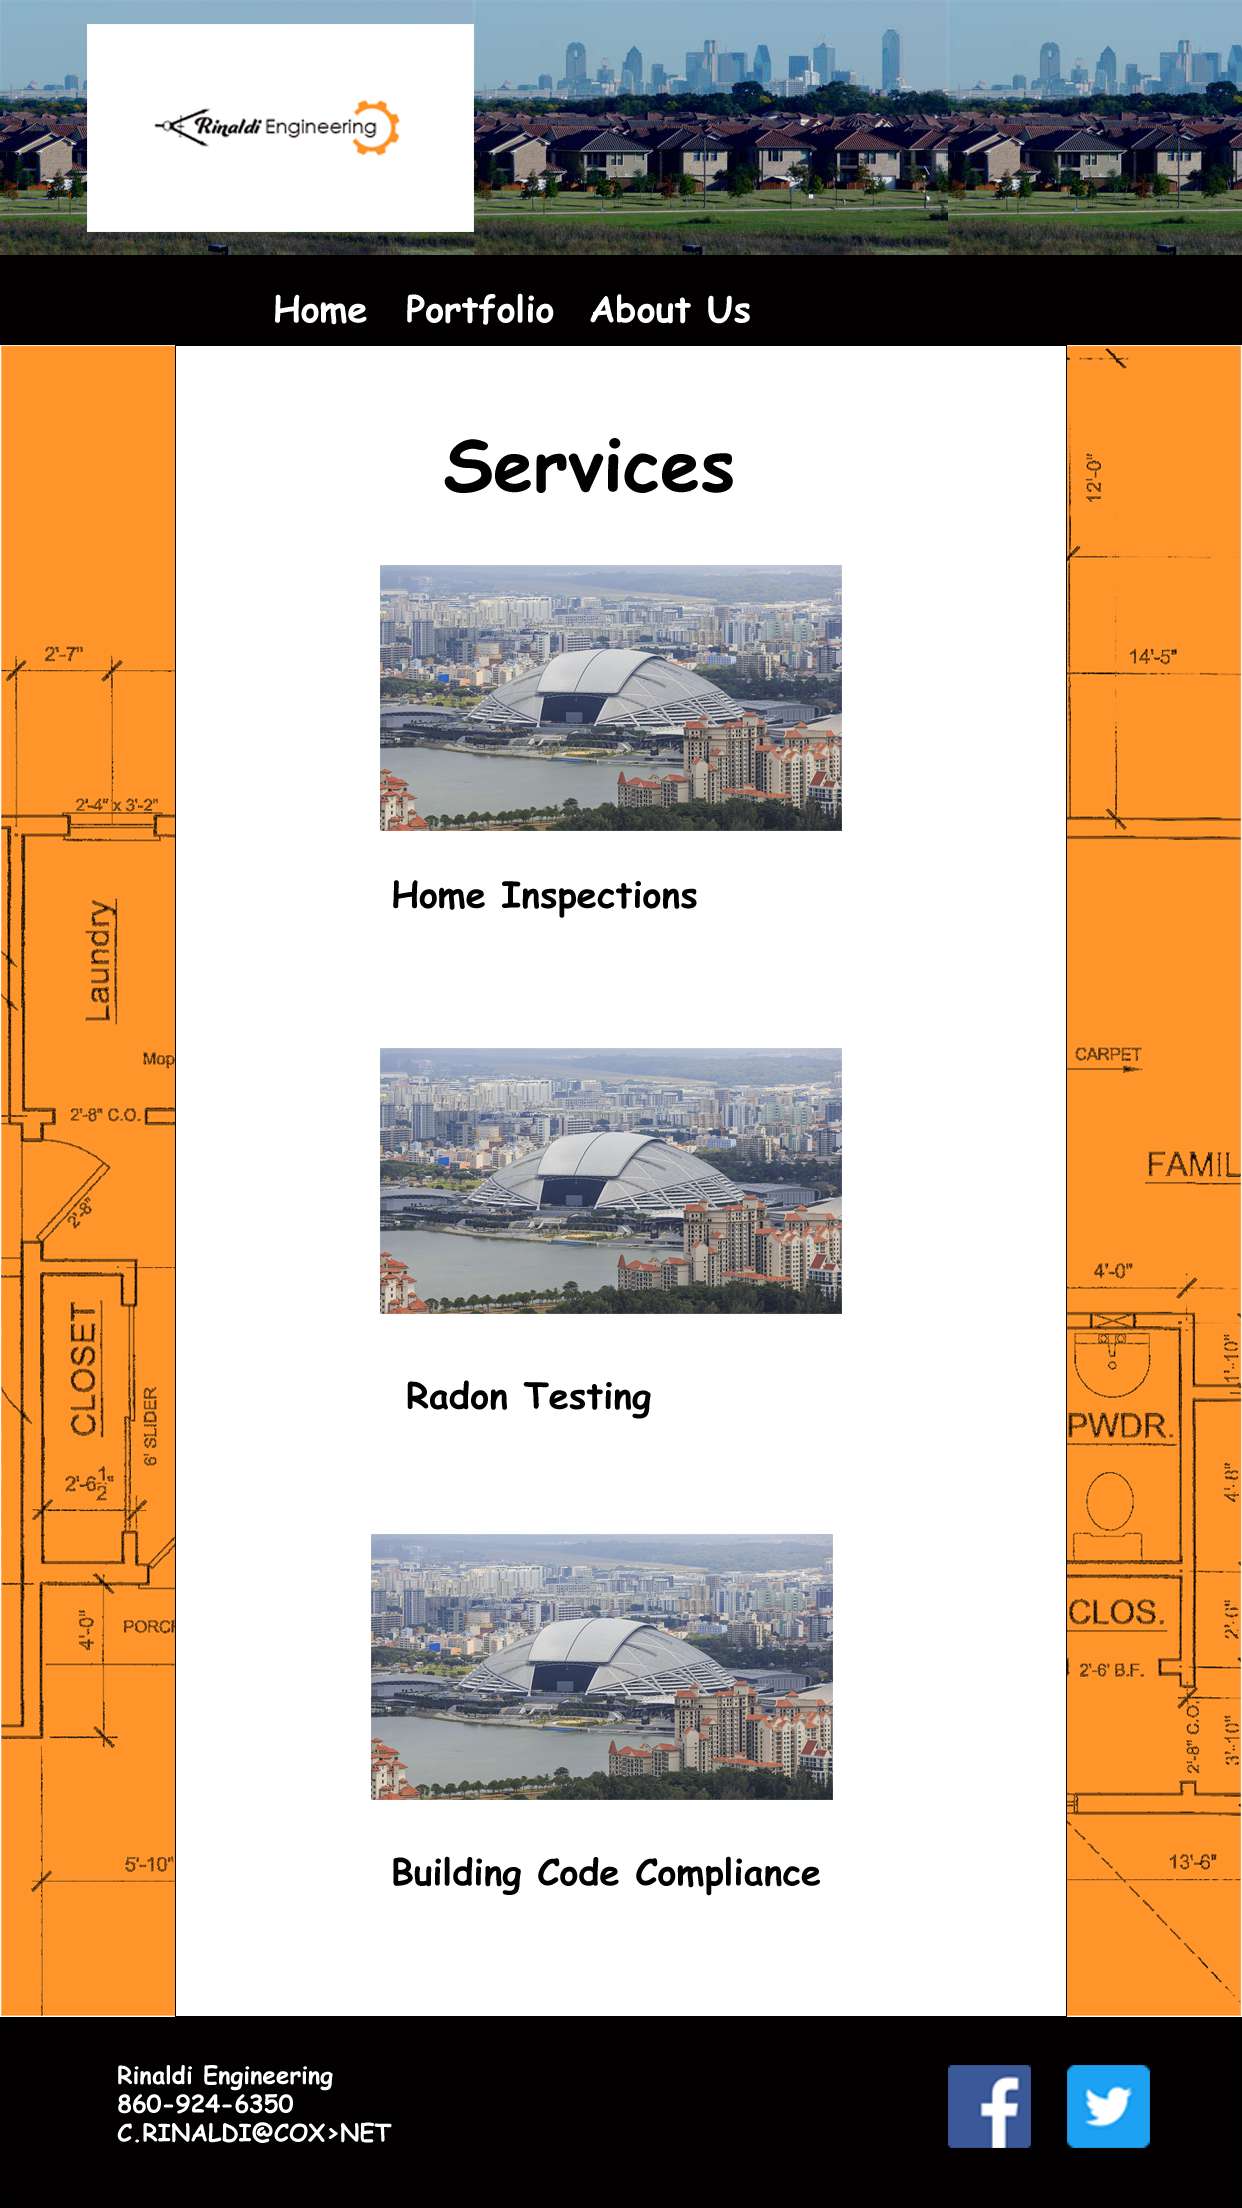 Rinaldi Engineering
Home Portfolio About Us
Services
12'-0"
2'-7"
14'-5"
2'-4" x 3'-2"
Home Inspections
Laundry
Mop
CARPET
2'-8" C.O.
FAMIL
2'-8"
4'-0"
CLOSET
1'-10"
Radon Testing
6' SLIDER
PWDR.
2'-6 1/2"
4'-8"
4'-0"
PORCH
CLOS.
2'-0"
2'-6' B.F.
2'-8" C.O.
3'-10"
5'-10"
13'-6"
Building Code Compliance
Rinaldi Engineering
860-924-6350
C.RINALDI@COX>NET